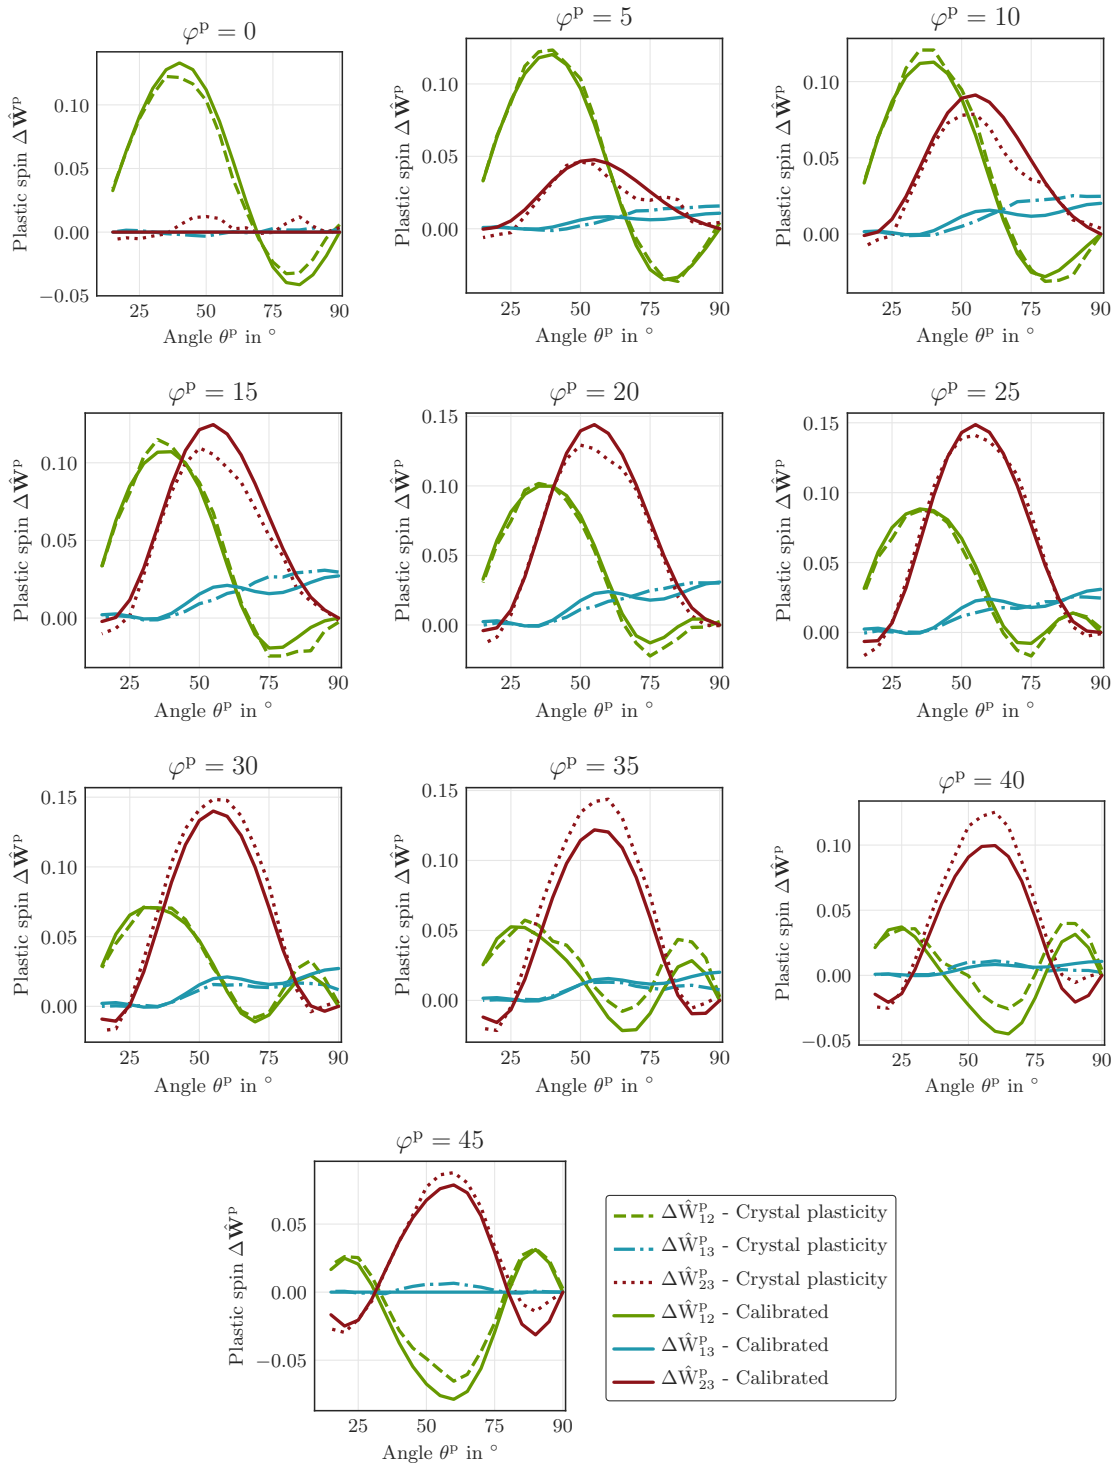 φᵖ = 0
φᵖ = 5
φᵖ = 10
Plastic spin ΔŴᵖ
0.10
0.05
0.00
−0.05
25 50 75 90
Angle θᵖ in °
Plastic spin ΔŴᵖ
0.10
0.05
0.00
25 50 75 90
Angle θᵖ in °
Plastic spin ΔŴᵖ
0.10
0.05
0.00
25 50 75 90
Angle θᵖ in °
φᵖ = 15
φᵖ = 20
φᵖ = 25
Plastic spin ΔŴᵖ
0.10
0.05
0.00
25 50 75 90
Angle θᵖ in °
Plastic spin ΔŴᵖ
0.15
0.10
0.05
0.00
25 50 75 90
Angle θᵖ in °
Plastic spin ΔŴᵖ
0.15
0.10
0.05
0.00
25 50 75 90
Angle θᵖ in °
φᵖ = 30
φᵖ = 35
φᵖ = 40
Plastic spin ΔŴᵖ
0.15
0.10
0.05
0.00
25 50 75 90
Angle θᵖ in °
Plastic spin ΔŴᵖ
0.15
0.10
0.05
0.00
25 50 75 90
Angle θᵖ in °
Plastic spin ΔŴᵖ
0.10
0.05
0.00
−0.05
25 50 75 90
Angle θᵖ in °
φᵖ = 45
Plastic spin ΔŴᵖ
0.05
0.00
−0.05
25 50 75 90
Angle θᵖ in °
ΔŴᵖ₁₂ - Crystal plasticity
ΔŴᵖ₁₃ - Crystal plasticity
ΔŴᵖ₂₃ - Crystal plasticity
ΔŴᵖ₁₂ - Calibrated
ΔŴᵖ₁₃ - Calibrated
ΔŴᵖ₂₃ - Calibrated